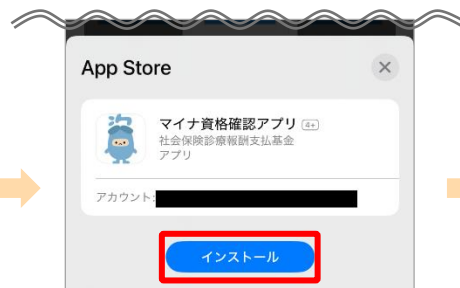 App Store
マイナ資格確認アプリ 4+
社会保険診療報酬支払基金
アプリ
アカウント:
インストール